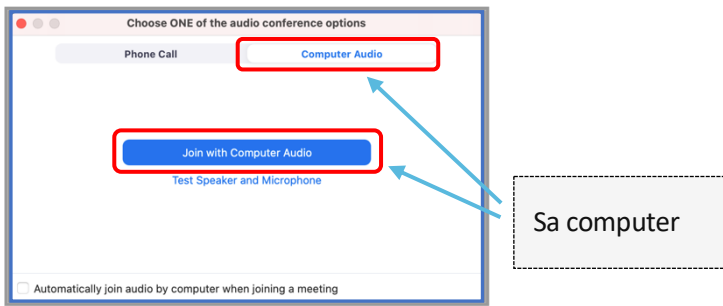 Choose ONE of the audio conference options
Phone Call
Computer Audio
Join with Computer Audio
Test Speaker and Microphone
Sa computer
Automatically join audio by computer when joining a meeting